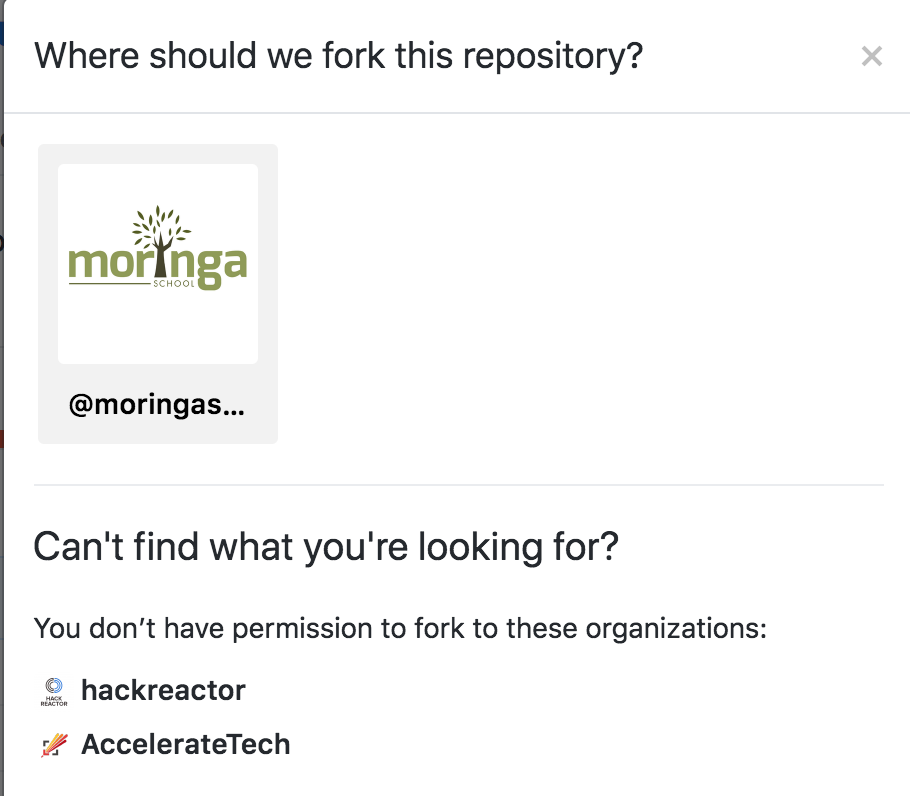 Where should we fork this repository?
×
moringa
SCHOOL
@moringas...
Can't find what you're looking for?
You don’t have permission to fork to these organizations:
HACK
REACTOR
hackreactor
AccelerateTech